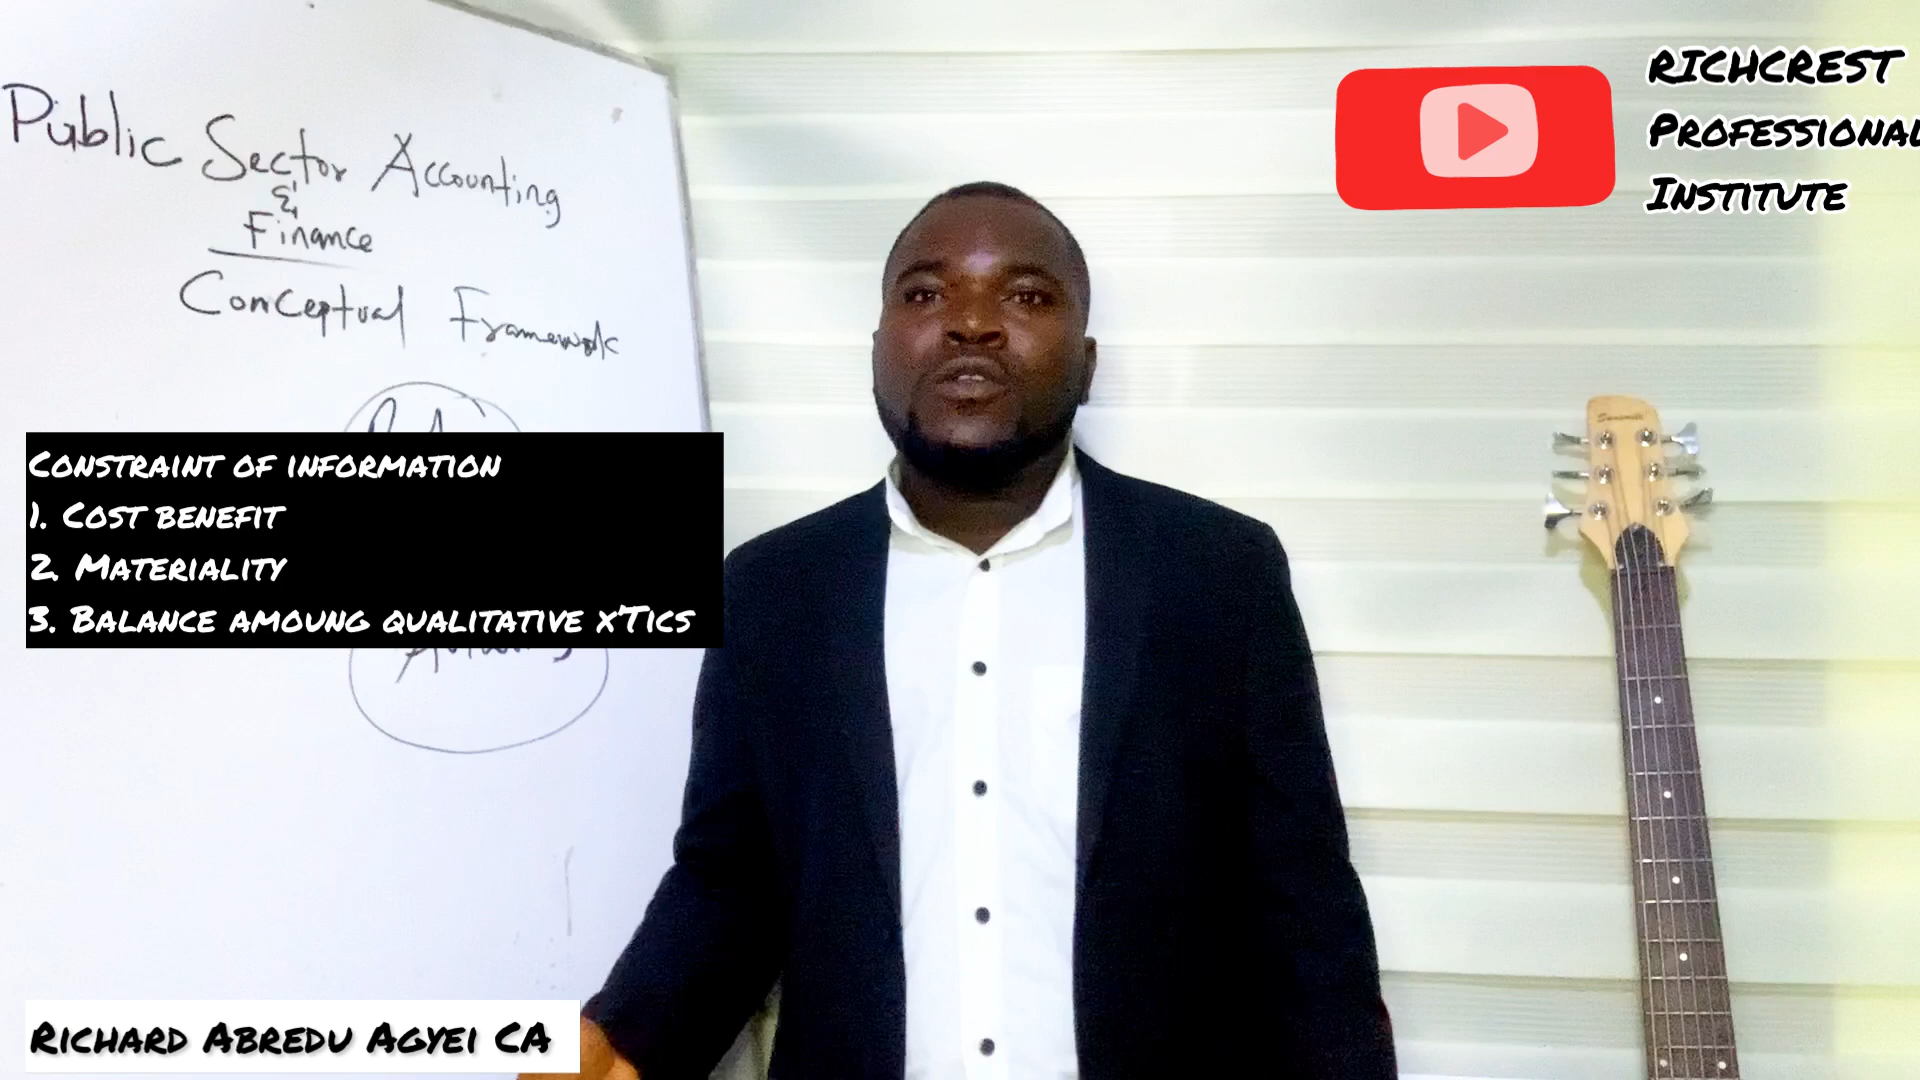 Public Sector Accounting
&
Finance
Conceptual Framework
CONSTRAINT OF INFORMATION
1. COST BENEFIT
2. MATERIALITY
3. BALANCE AMOUNG QUALITATIVE X'TICS
RICHARD ABREDU AGYEI CA
RICHCREST
PROFESSIONAL
INSTITUTE